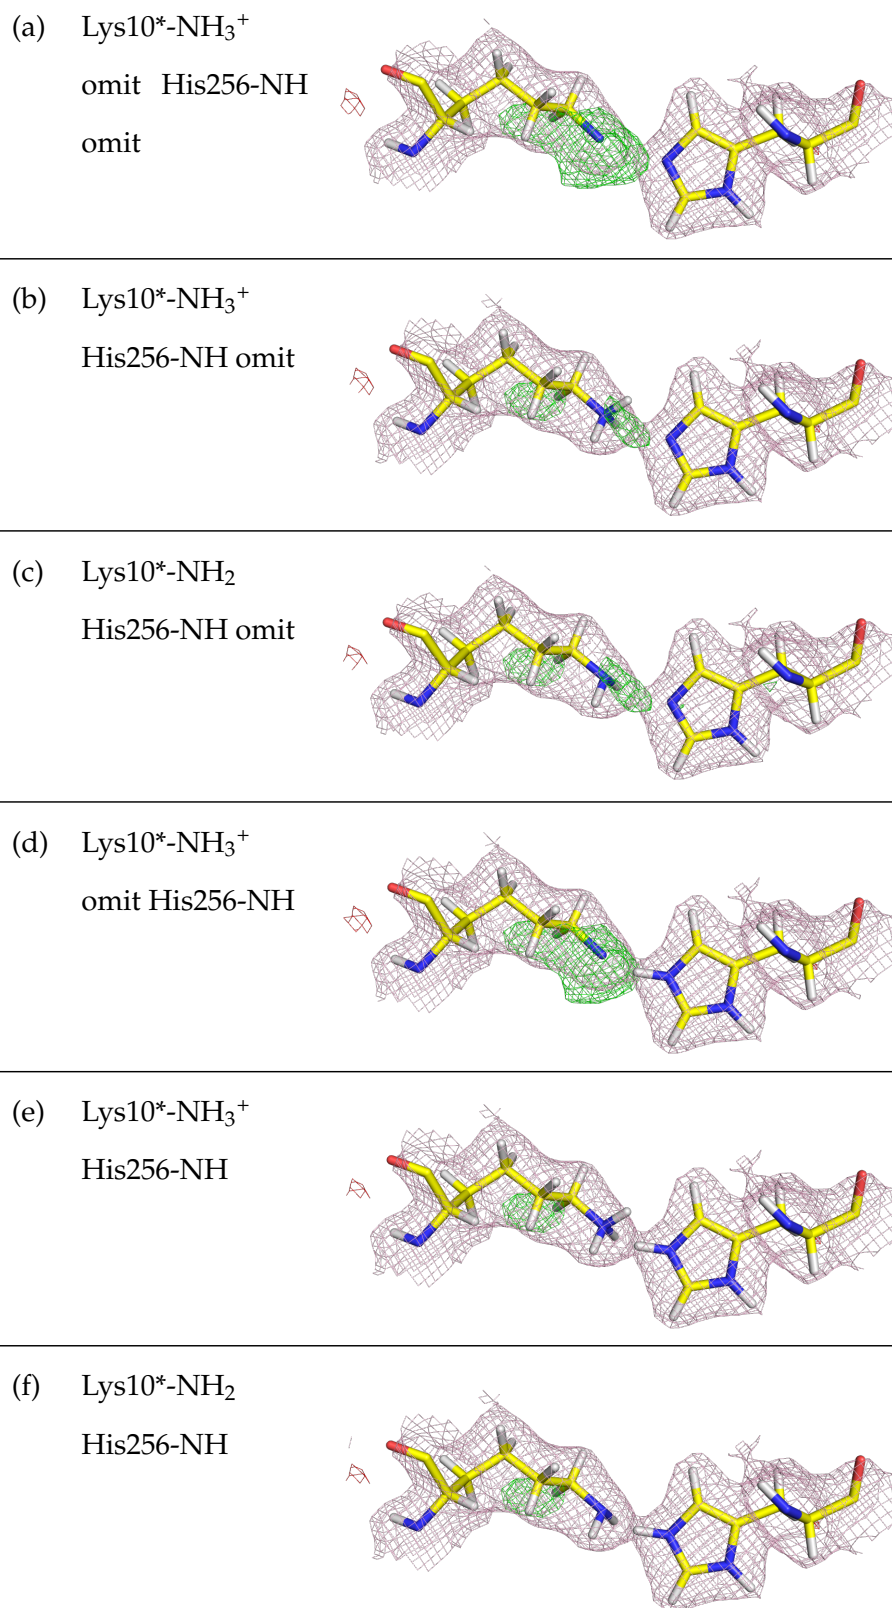 (a) Lys10*-NH₃⁺
omit His256-NH
omit
(b) Lys10*-NH₃⁺
His256-NH omit
(c) Lys10*-NH₂
His256-NH omit
(d) Lys10*-NH₃⁺
omit His256-NH
(e) Lys10*-NH₃⁺
His256-NH
(f) Lys10*-NH₂
His256-NH